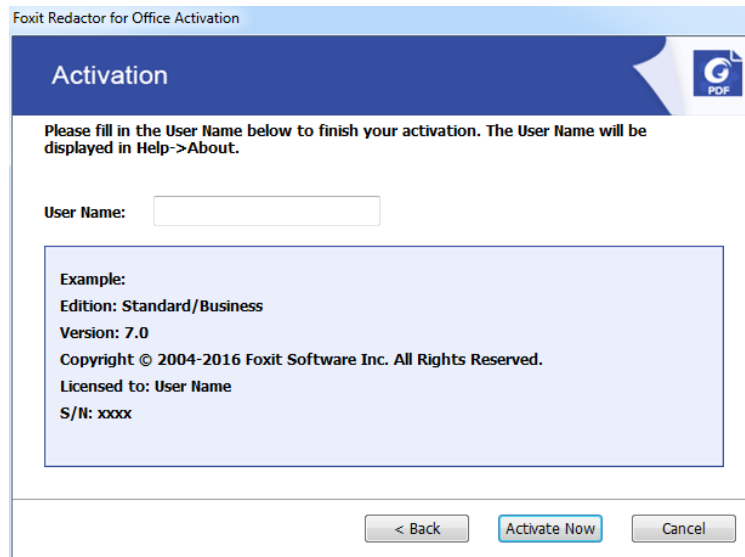 Foxit Redactor for Office Activation
Activation
PDF
Please fill in the User Name below to finish your activation. The User Name will be
displayed in Help->About.
User Name:
Example:
Edition: Standard/Business
Version: 7.0
Copyright © 2004-2016 Foxit Software Inc. All Rights Reserved.
Licensed to: User Name
S/N: xxxx
< Back Activate Now Cancel